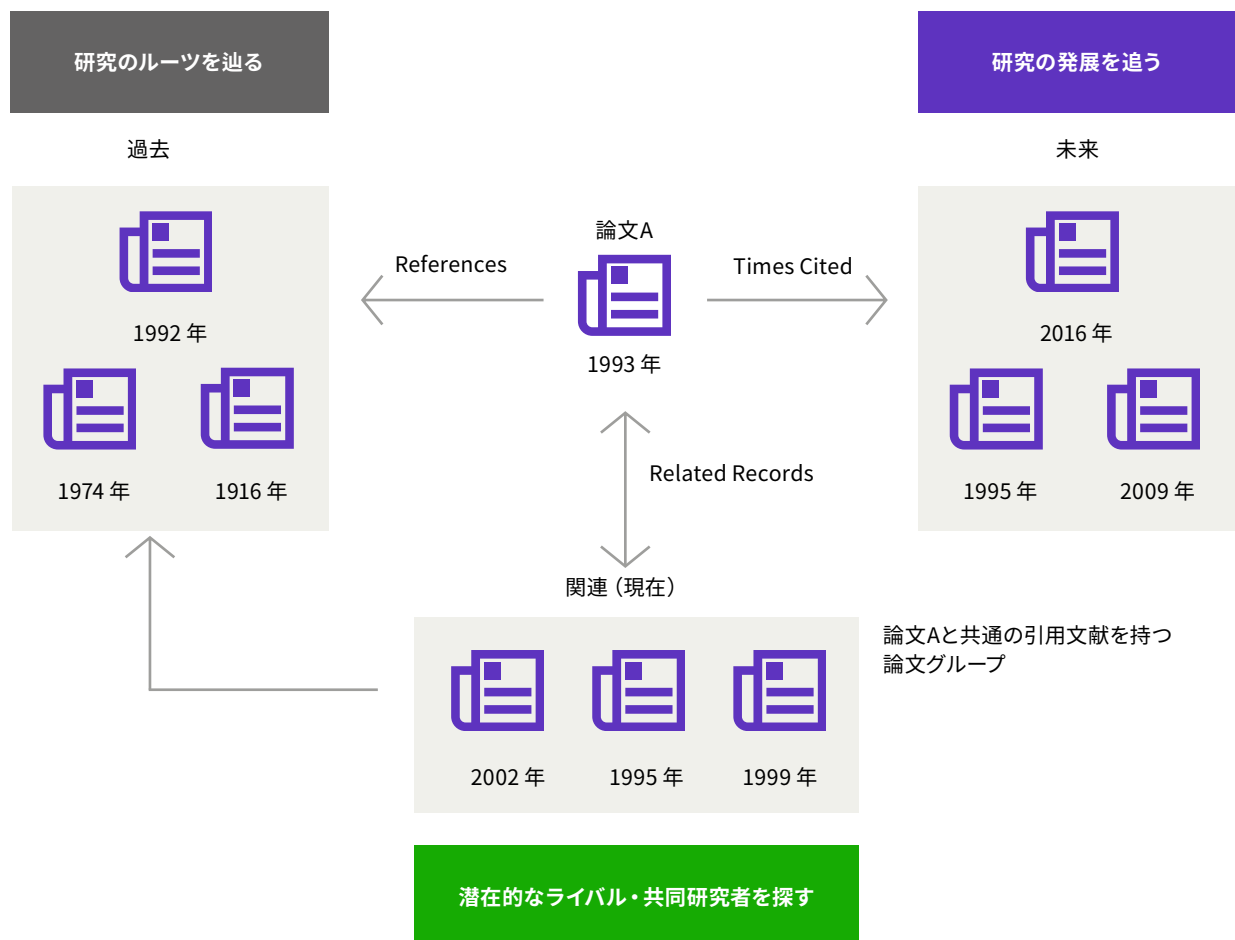 研究のルーツを辿る
研究の発展を追う
過去
未来
論文A
References
Times Cited
1992 年
1993 年
2016 年
1974 年
1916 年
Related Records
1995 年
2009 年
関連（現在）
論文Aと共通の引用文献を持つ
論文グループ
2002 年
1995 年
1999 年
潜在的なライバル・共同研究者を探す